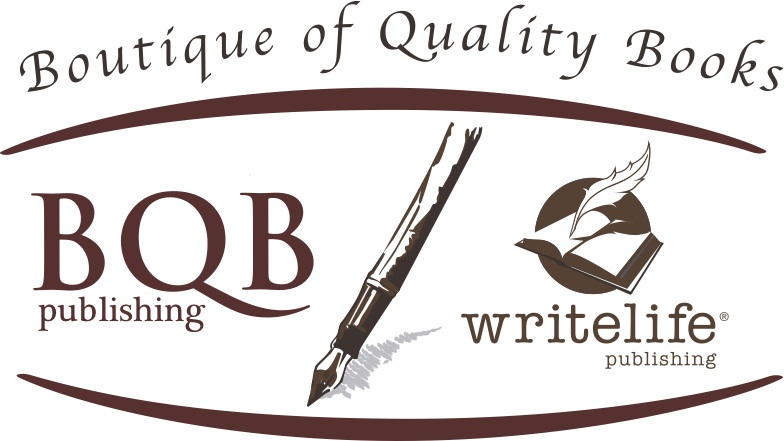 Boutique of Quality Books
BQB
publishing
writelife®
publishing